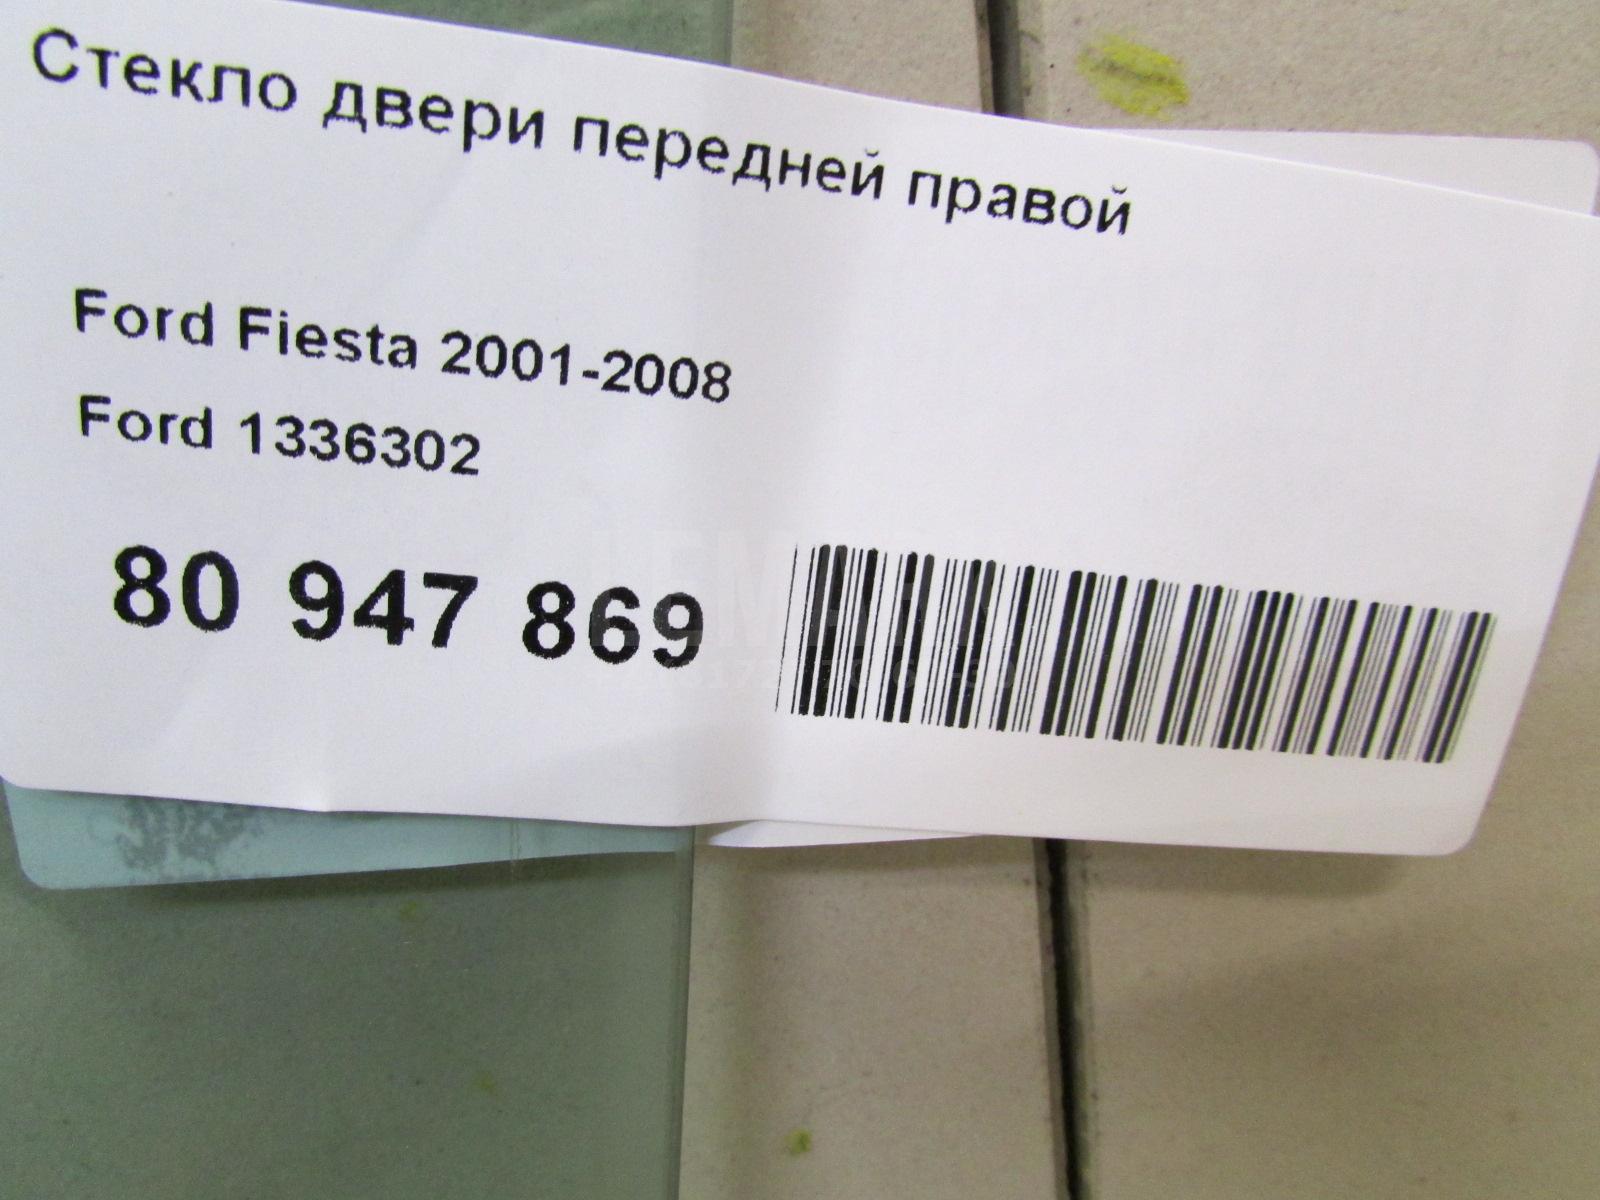 Стекло двери передней правой
Ford Fiesta 2001-2008
Ford 1336302
80 947 869